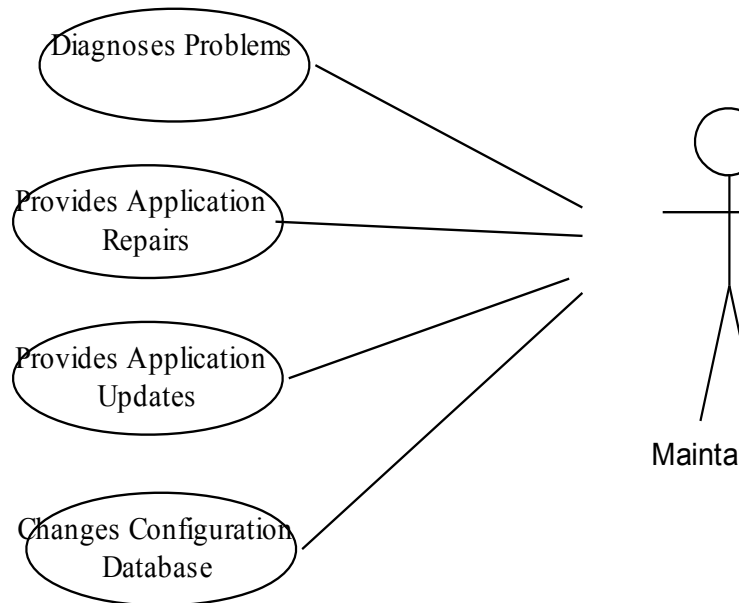 Diagnoses Problems
Provides Application
Repairs
Provides Application
Updates
Changes Configuration
Database
Mainta